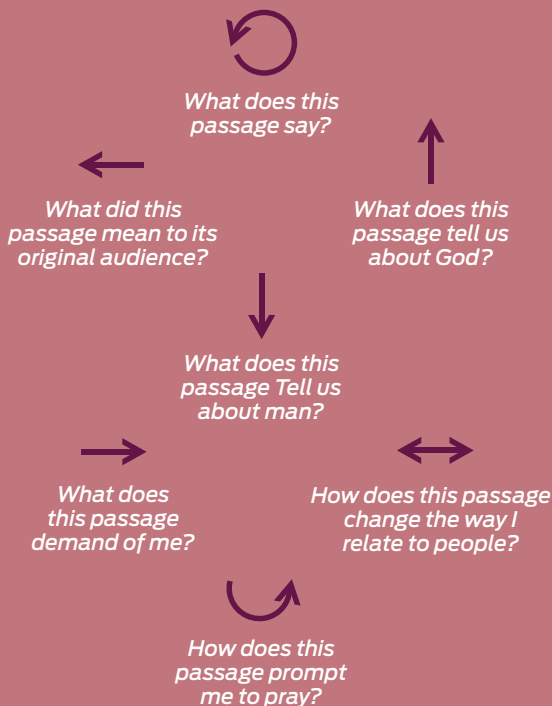 What does this
passage say?
What did this
passage mean to its
original audience?
What does this
passage tell us
about God?
What does this
passage Tell us
about man?
What does
this passage
demand of me?
How does this passage
change the way I
relate to people?
How does this
passage prompt
me to pray?